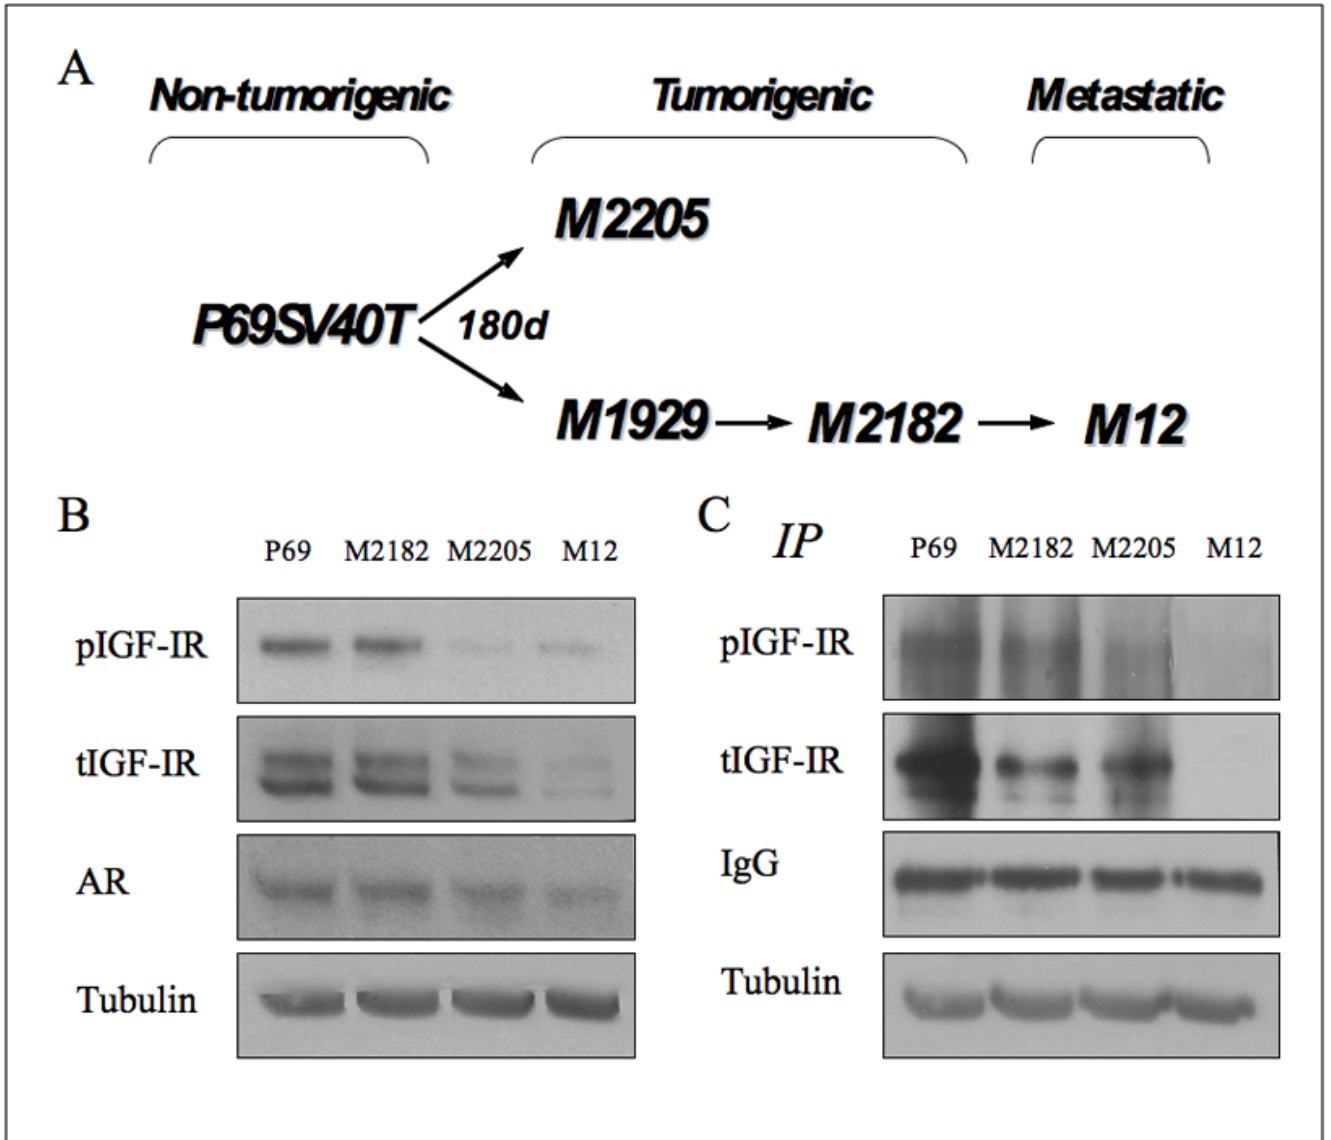 A
Non-tumorigenic Tumorigenic Metastatic
M2205
P69SV40T 180d
M1929 M2182 M12
B
P69 M2182 M2205 M12
pIGF-IR
tIGF-IR
AR
Tubulin
C IP
P69 M2182 M2205 M12
pIGF-IR
tIGF-IR
IgG
Tubulin